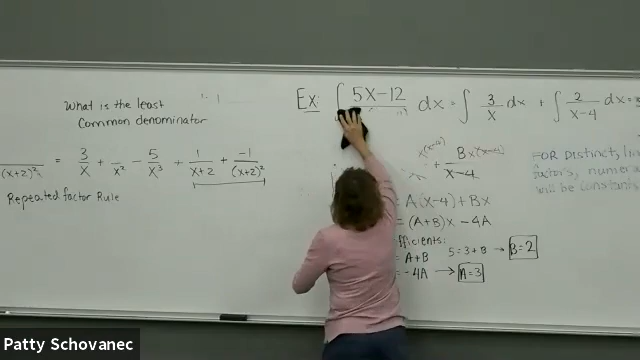 What is the least
common denominator
(x+2)² = 3/x + /x² - 5/x³ + 1/(x+2) + -1/(x+2)²
Repeated factor Rule
Ex: ∫ 5x-12 dx = ∫ 3/x dx + ∫ 2/(x-4) dx =
+ Bx/(x-4)
= A(x-4) + Bx
= (A+B)x - 4A
efficients:
= A+B 5=3+B → B=2
= -4A → A=3
FOR DISTINCT, lin
factors, numera
will be constants
Patty Schovanec